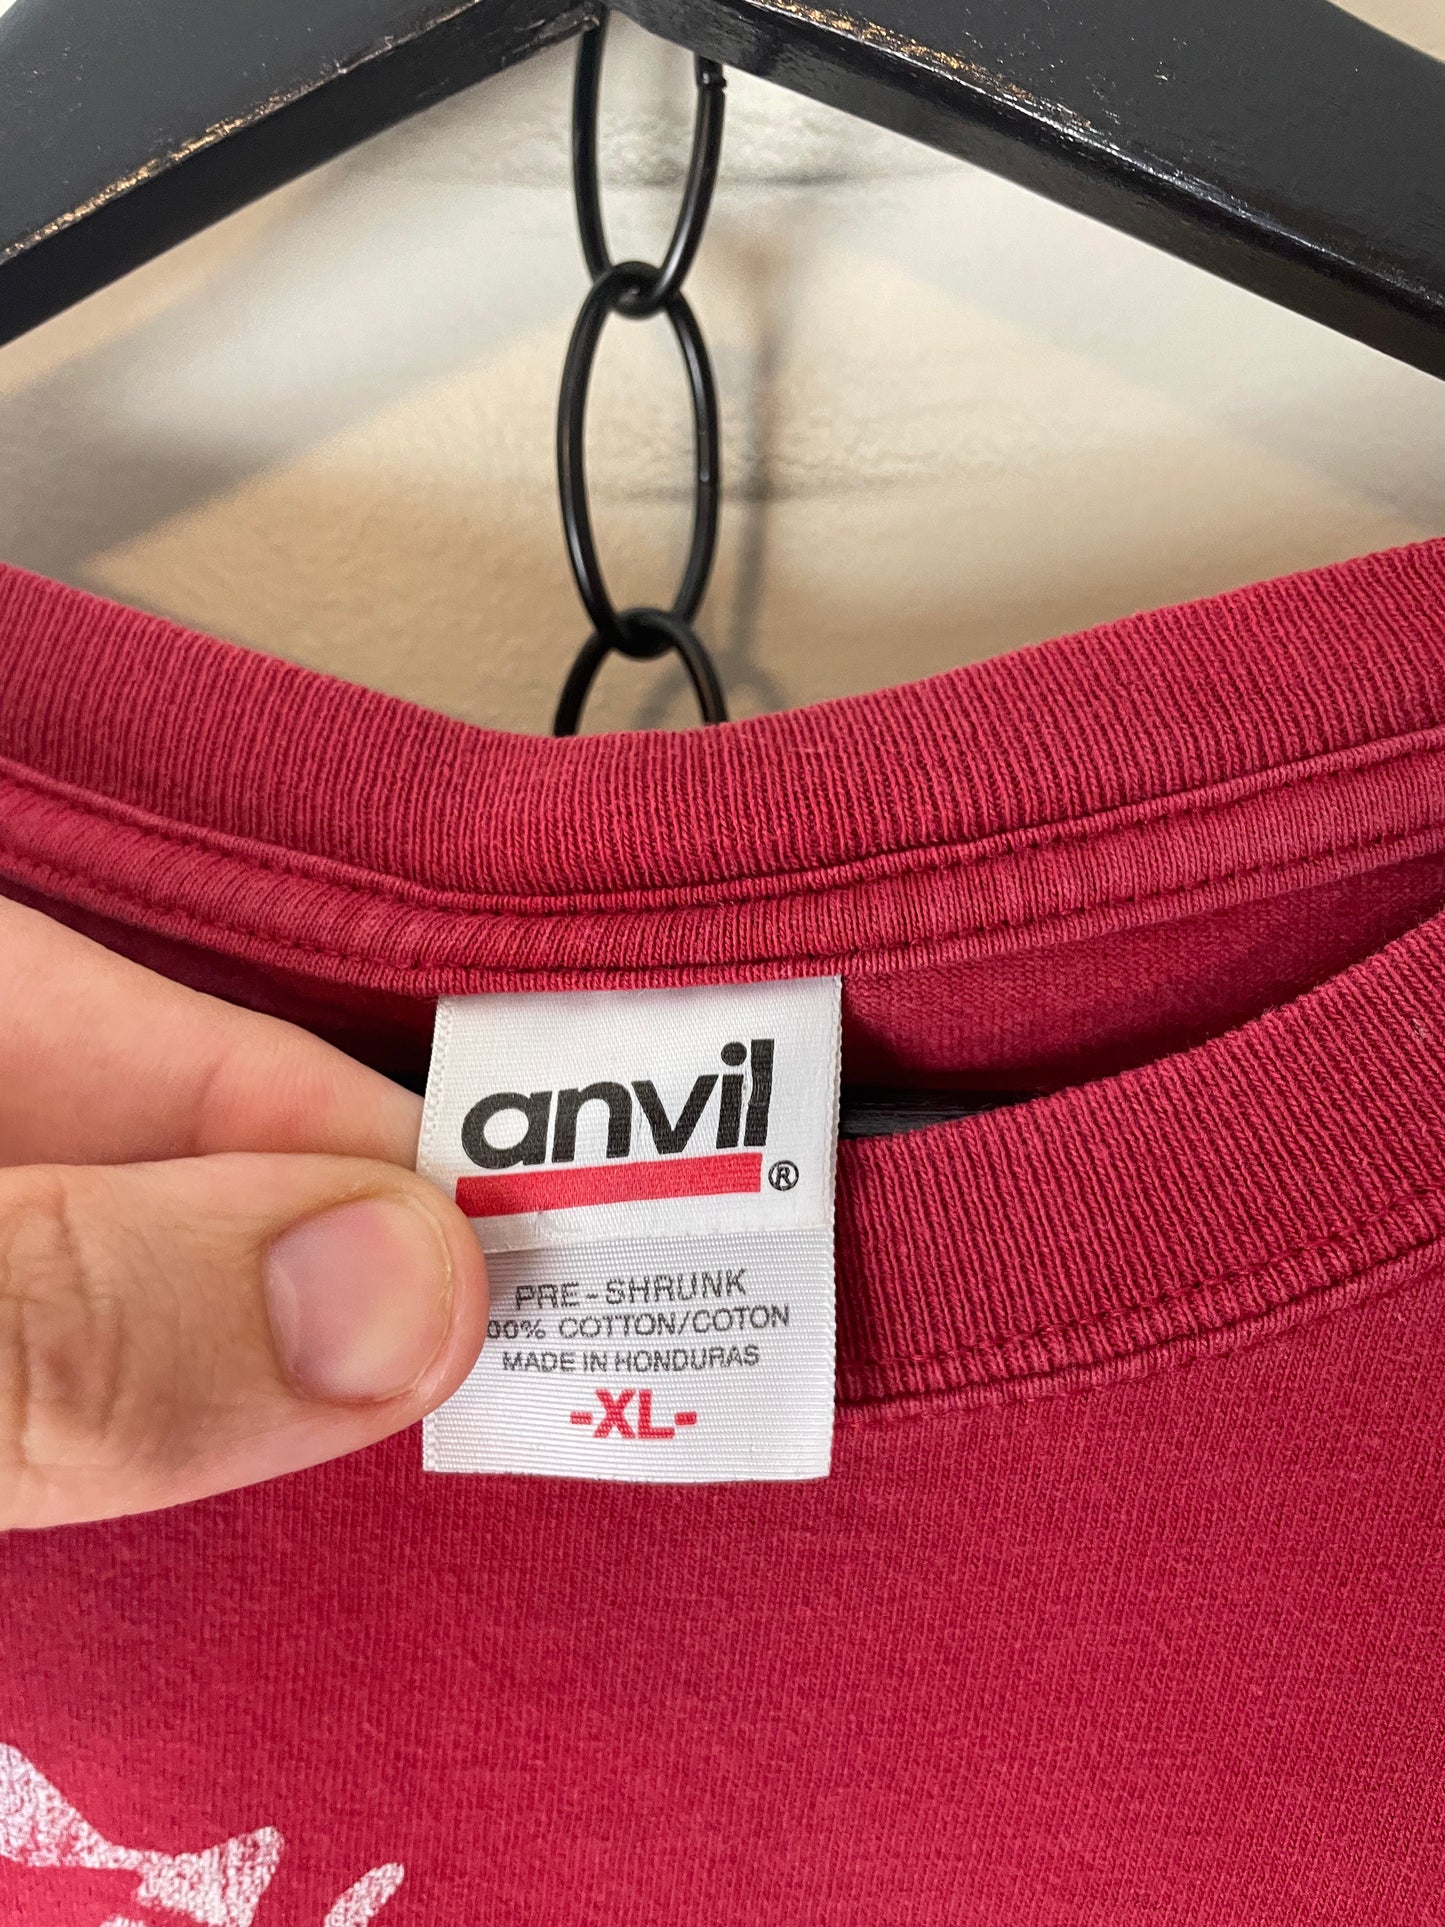 anvil
®
PRE-SHRUNK
00% COTTON/COTON
MADE IN HONDURAS
-XL-